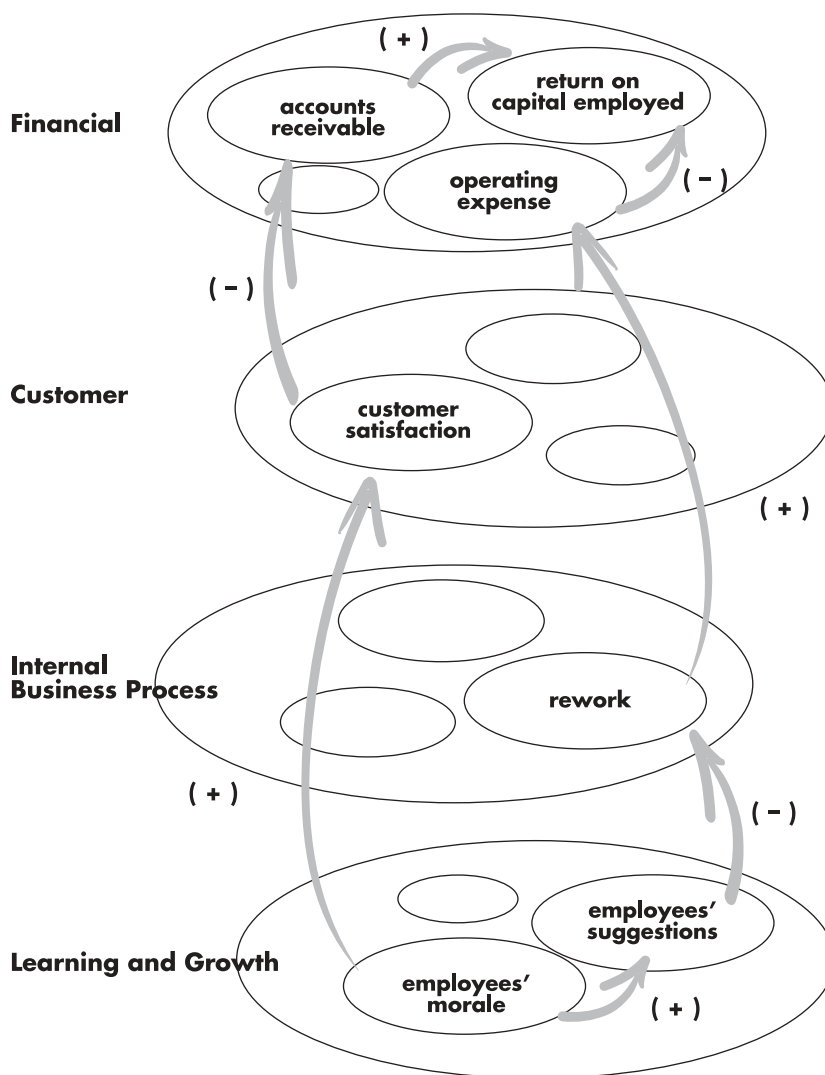 ( + )
return on
capital employed
accounts
receivable
Financial
operating
expense
( - )
( - )
Customer
customer
satisfaction
( + )
Internal
Business Process
rework
( + )
( - )
employees’
suggestions
Learning and Growth
employees’
morale
( + )